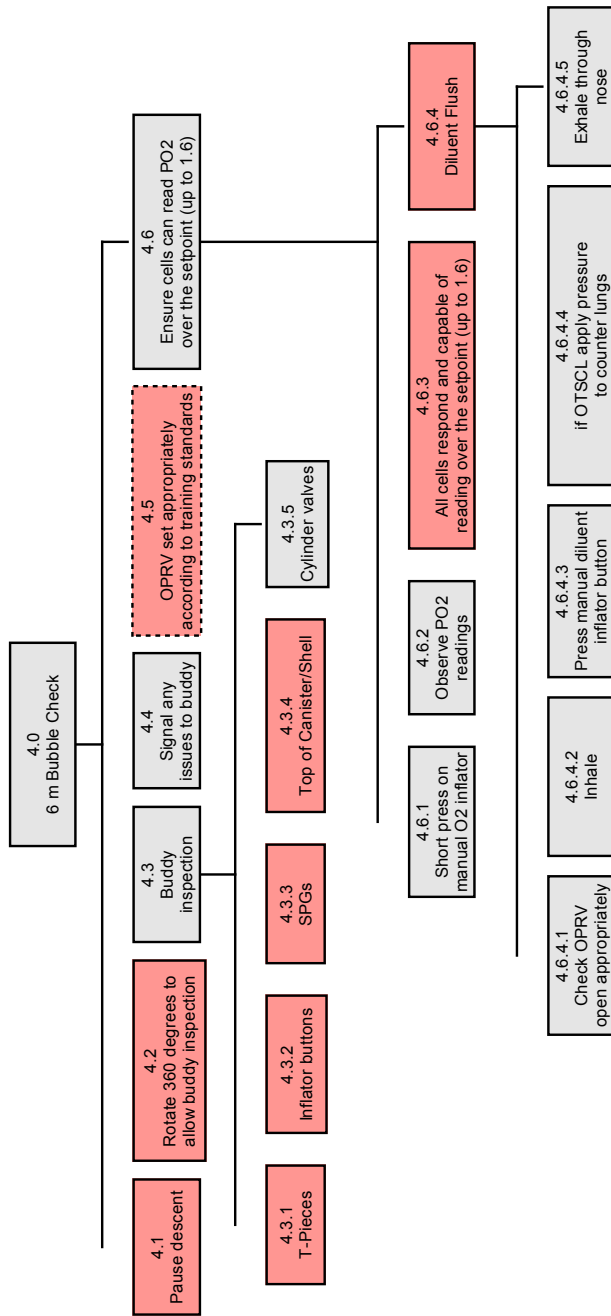 4.0
6 m Bubble Check
4.1
Pause descent
4.2
Rotate 360 degrees to
allow buddy inspection
4.3
Buddy
inspection
4.4
Signal any
issues to buddy
4.5
OPRV set appropriately
according to training standards
4.6
Ensure cells can read PO2
over the setpoint (up to 1.6)
4.3.1
T-Pieces
4.3.2
Inflator buttons
4.3.3
SPGs
4.3.4
Top of Canister/Shell
4.3.5
Cylinder valves
4.6.1
Short press on
manual O2 inflator
4.6.2
Observe PO2
readings
4.6.3
All cells respond and capable of
reading over the setpoint (up to 1.6)
4.6.4
Diluent Flush
4.6.4.1
Check OPRV
open appropriately
4.6.4.2
Inhale
4.6.4.3
Press manual diluent
inflator button
4.6.4.4
if OTSCL apply pressure
to counter lungs
4.6.4.5
Exhale through
nose